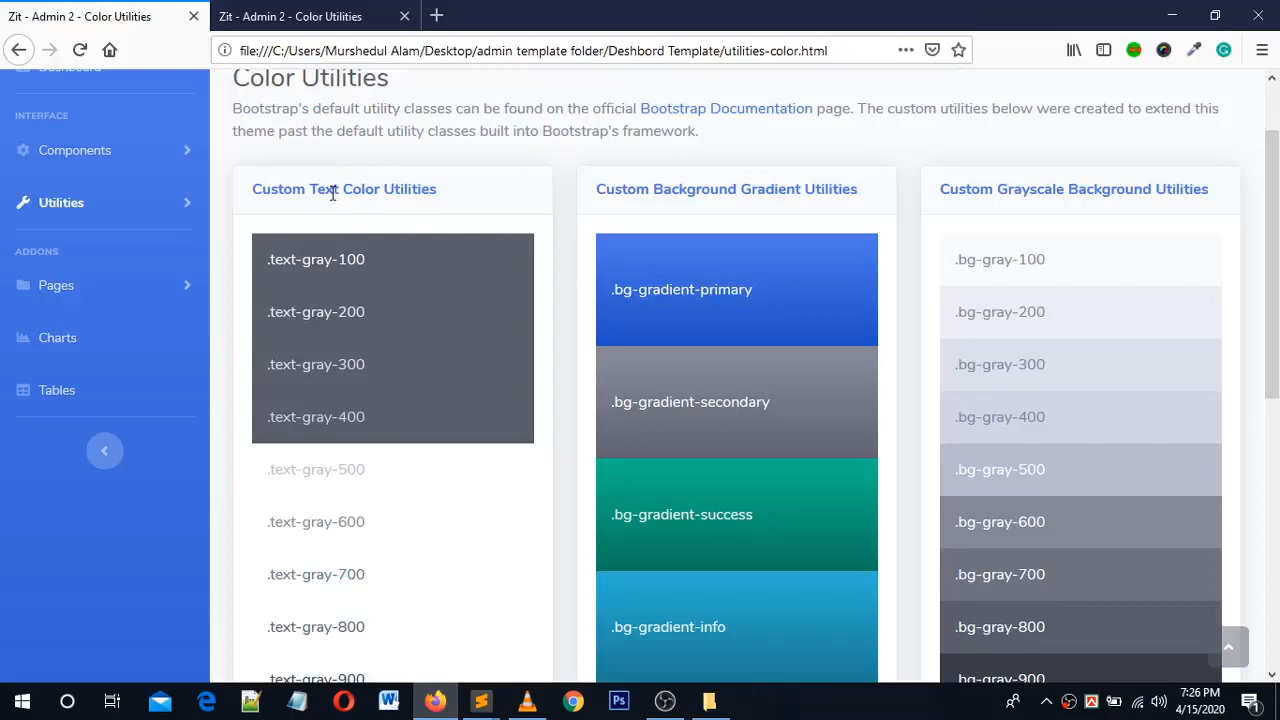 Zit - Admin 2 - Color Utilities
Zit - Admin 2 - Color Utilities
file:///C:/Users/Murshedul Alam/Desktop/admin template folder/Deshbord Template/utilities-color.html
Dashboard
INTERFACE
Components
Utilities
ADDONS
Pages
Charts
Tables
Color Utilities
Bootstrap's default utility classes can be found on the official Bootstrap Documentation page. The custom utilities below were created to extend this
theme past the default utility classes built into Bootstrap's framework.
Custom Text Color Utilities
.text-gray-100
.text-gray-200
.text-gray-300
.text-gray-400
.text-gray-500
.text-gray-600
.text-gray-700
.text-gray-800
.text-gray-900
Custom Background Gradient Utilities
.bg-gradient-primary
.bg-gradient-secondary
.bg-gradient-success
.bg-gradient-info
Custom Grayscale Background Utilities
.bg-gray-100
.bg-gray-200
.bg-gray-300
.bg-gray-400
.bg-gray-500
.bg-gray-600
.bg-gray-700
.bg-gray-800
.bg-gray-900
7:26 PM
4/15/2020